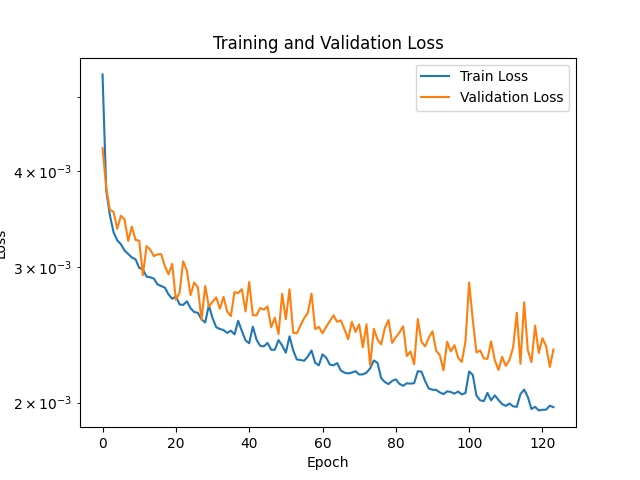 Training and Validation Loss
Train Loss
Validation Loss
4 × 10⁻³
3 × 10⁻³
2 × 10⁻³
Loss
0 20 40 60 80 100 120
Epoch